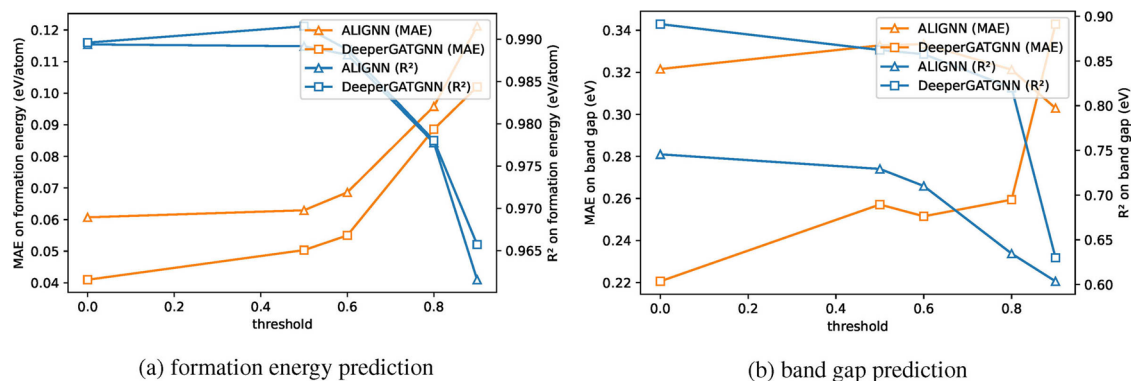 0.12
0.11
0.10
0.09
0.08
0.07
0.06
0.05
0.04
MAE on formation energy (eV/atom)
ALIGNN (MAE)
DeeperGATGNN (MAE)
ALIGNN (R²)
DeeperGATGNN (R²)
0.990
0.985
0.980
0.975
0.970
0.965
R² on formation energy (eV/atom)
0.0 0.2 0.4 0.6 0.8
threshold
(a) formation energy prediction
0.34
0.32
0.30
0.28
0.26
0.24
0.22
MAE on band gap (eV)
ALIGNN (MAE)
DeeperGATGNN (MAE)
ALIGNN (R²)
DeeperGATGNN (R²)
0.90
0.85
0.80
0.75
0.70
0.65
0.60
R² on band gap (eV)
0.0 0.2 0.4 0.6 0.8
threshold
(b) band gap prediction